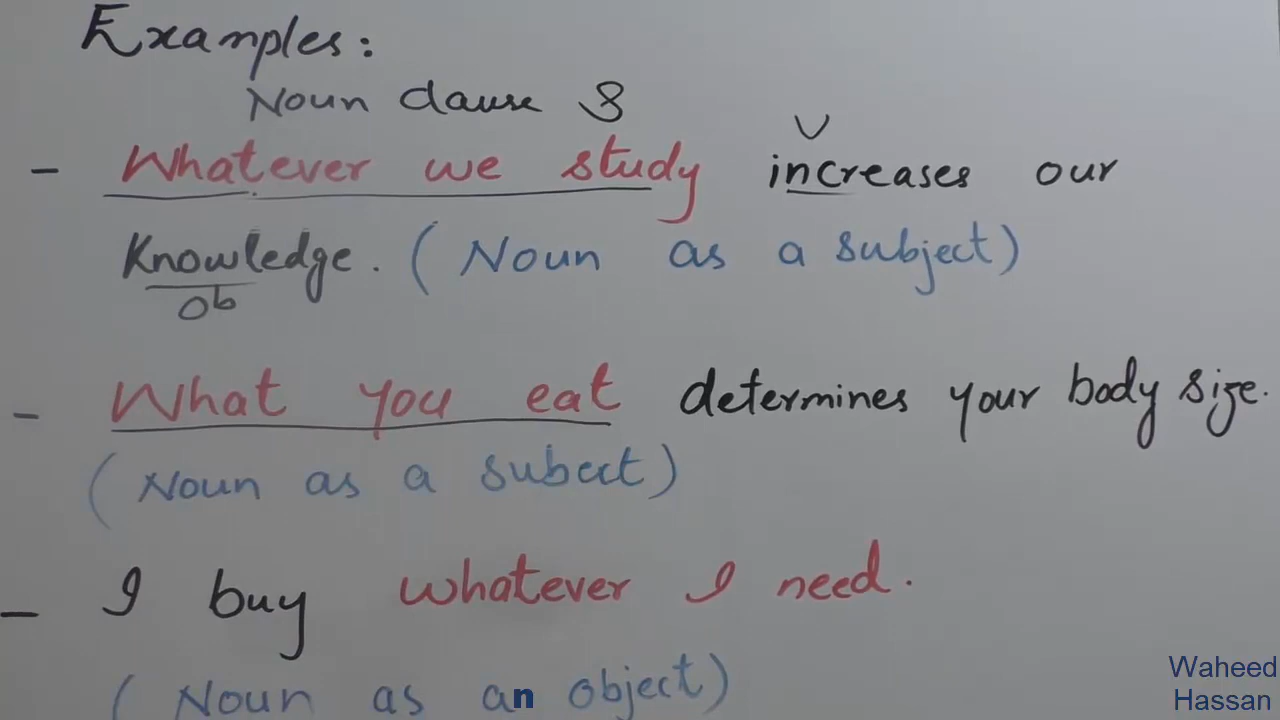 Examples:
Noun clause S
V
- Whatever we study increases our
Knowledge. (Noun as a subject)
Ob
- What you eat determines your body size.
(Noun as a subect)
- I buy whatever I need.
(Noun as an object)
Waheed
Hassan